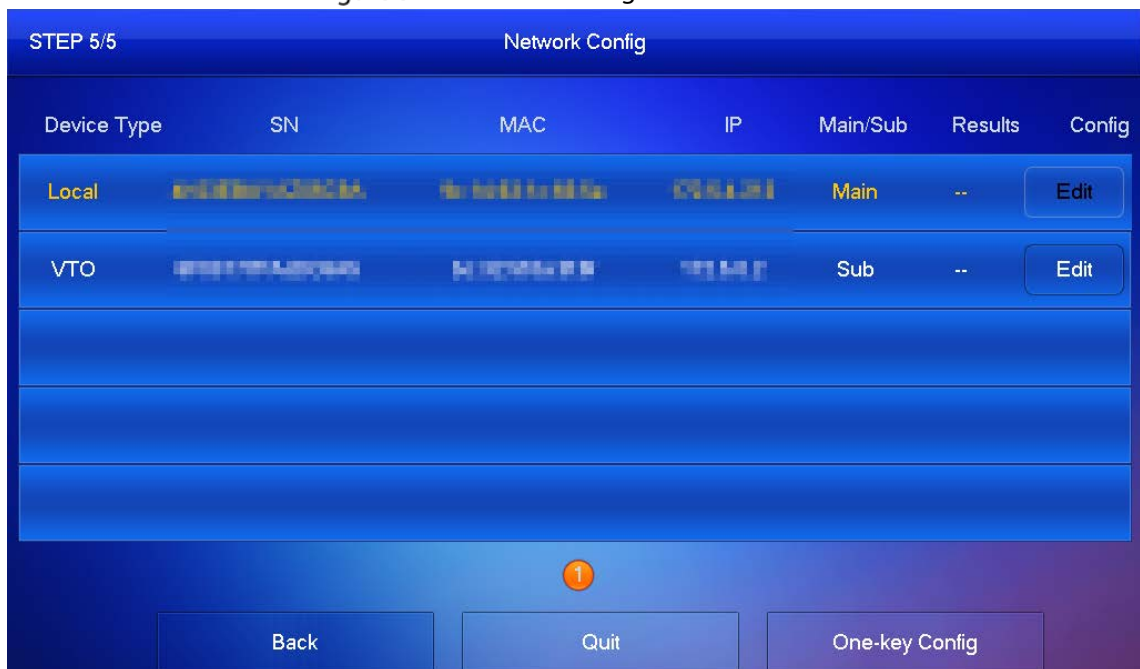 STEP 5/5 Network Config
Device Type SN MAC IP Main/Sub Results Config
Local Main -- Edit
VTO Sub -- Edit
1
Back Quit One-key Config